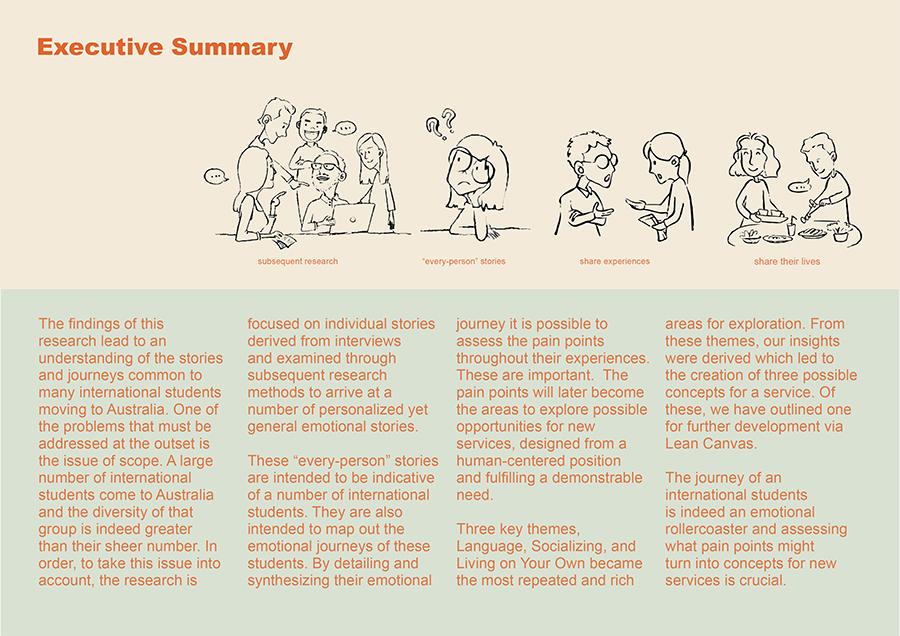 Executive Summary
subsequent research
“every-person” stories
share experiences
share their lives
The findings of this
research lead to an
understanding of the stories
and journeys common to
many international students
moving to Australia. One of
the problems that must be
addressed at the outset is
the issue of scope. A large
number of international
students come to Australia
and the diversity of that
group is indeed greater
than their sheer number. In
order, to take this issue into
account, the research is
focused on individual stories
derived from interviews
and examined through
subsequent research
methods to arrive at a
number of personalized yet
general emotional stories.
These “every-person” stories
are intended to be indicative
of a number of international
students. They are also
intended to map out the
emotional journeys of these
students. By detailing and
synthesizing their emotional
journey it is possible to
assess the pain points
throughout their experiences.
These are important.  The
pain points will later become
the areas to explore possible
opportunities for new
services, designed from a
human-centered position
and fulfilling a demonstrable
need.
Three key themes,
Language, Socializing, and
Living on Your Own became
the most repeated and rich
areas for exploration. From
these themes, our insights
were derived which led to
the creation of three possible
concepts for a service. Of
these, we have outlined one
for further development via
Lean Canvas.
The journey of an
international students
is indeed an emotional
rollercoaster and assessing
what pain points might
turn into concepts for new
services is crucial.